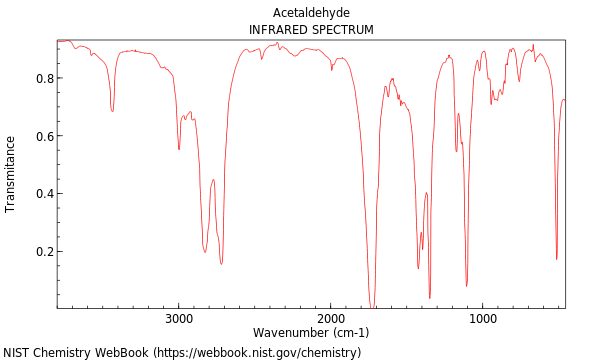 Acetaldehyde
INFRARED SPECTRUM
Transmitance
0.8
0.6
0.4
0.2
3000 2000 1000
Wavenumber (cm-1)
NIST Chemistry WebBook (https://webbook.nist.gov/chemistry)